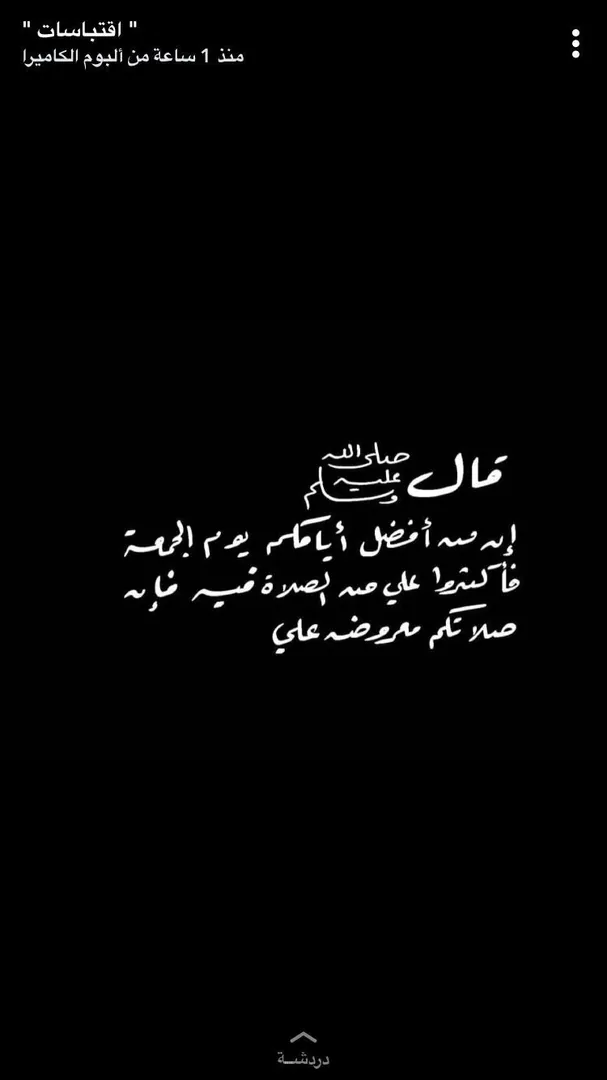 " اقتباسات "
منذ 1 ساعة من ألبوم الكاميرا
قال صلى الله عليه وسلم
إن من أفضل أيامكم يوم الجمعة
فأكثروا علي من الصلاة فيه فإن
صلاتكم معروضه علي
دردشة